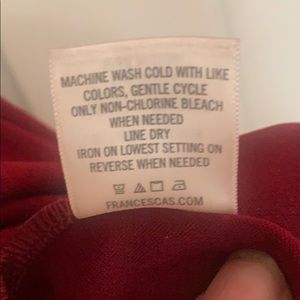 MACHINE WASH COLD WITH LIKE
COLORS, GENTLE CYCLE
ONLY NON-CHLORINE BLEACH
WHEN NEEDED
LINE DRY
IRON ON LOWEST SETTING ON
REVERSE WHEN NEEDED
FRANCESCAS.COM